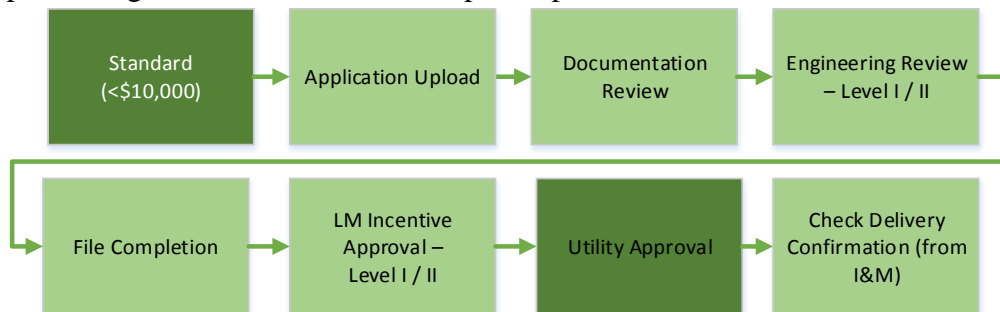 Standard
(<$10,000)
Application Upload
Documentation
Review
Engineering Review
– Level I / II
File Completion
LM Incentive
Approval –
Level I / II
Utility Approval
Check Delivery
Confirmation (from
I&M)